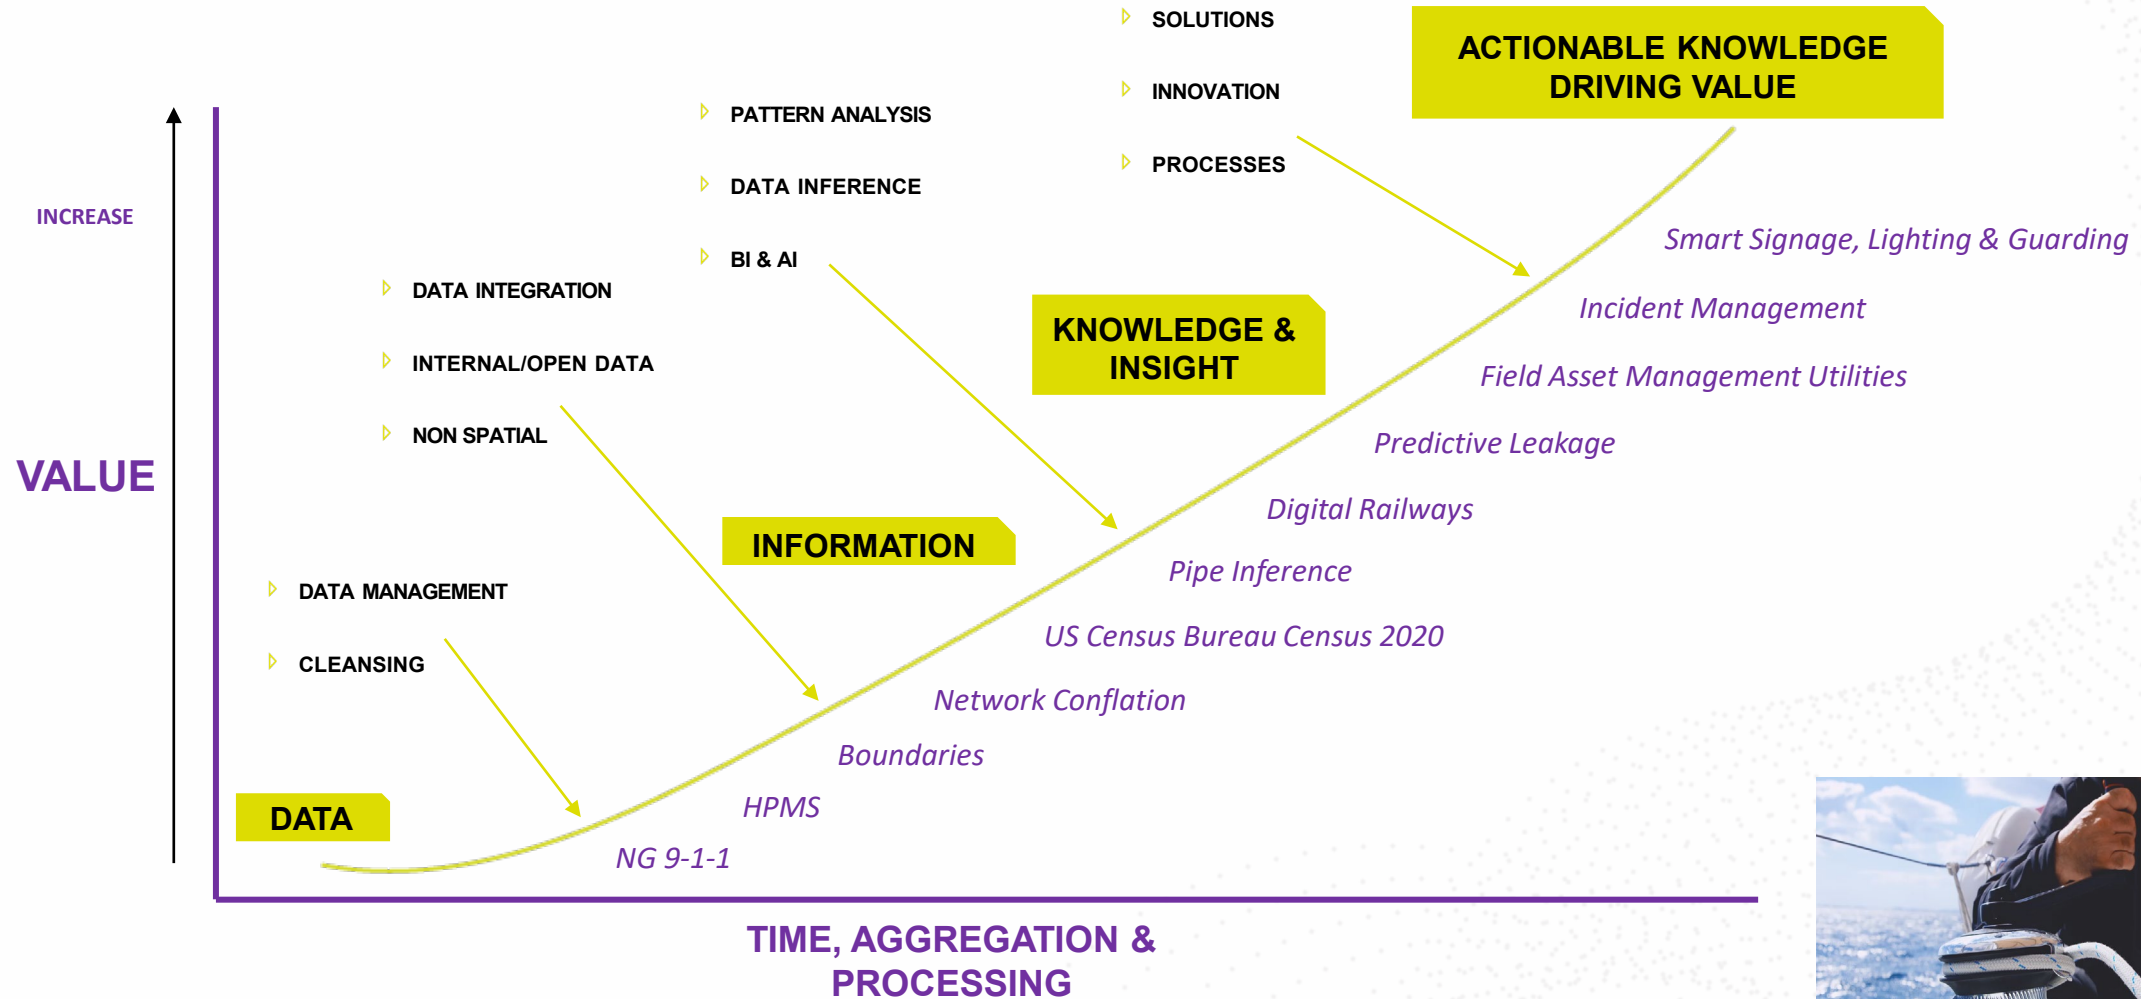 SOLUTIONS
INNOVATION
PROCESSES
ACTIONABLE KNOWLEDGE
DRIVING VALUE
PATTERN ANALYSIS
DATA INFERENCE
BI & AI
INCREASE
DATA INTEGRATION
INTERNAL/OPEN DATA
NON SPATIAL
KNOWLEDGE &
INSIGHT
VALUE
INFORMATION
DATA MANAGEMENT
CLEANSING
DATA
Smart Signage, Lighting & Guarding
Incident Management
Field Asset Management Utilities
Predictive Leakage
Digital Railways
Pipe Inference
US Census Bureau Census 2020
Network Conflation
Boundaries
HPMS
NG 9-1-1
TIME, AGGREGATION &
PROCESSING